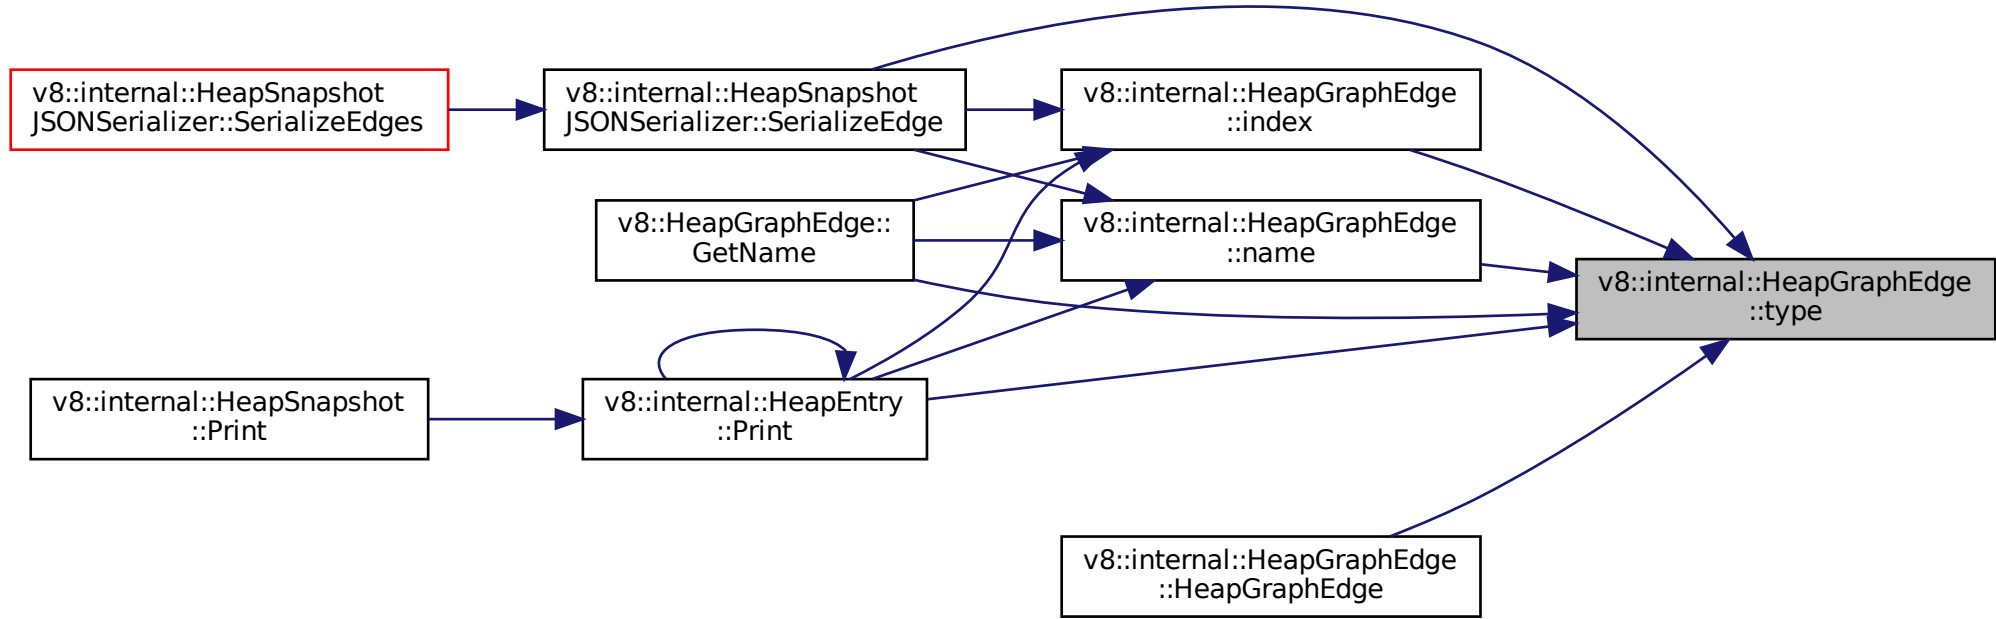 v8::internal::HeapSnapshot
JSONSerializer::SerializeEdges
v8::internal::HeapSnapshot
JSONSerializer::SerializeEdge
v8::internal::HeapGraphEdge
::index
v8::HeapGraphEdge::
GetName
v8::internal::HeapGraphEdge
::name
v8::internal::HeapGraphEdge
::type
v8::internal::HeapSnapshot
::Print
v8::internal::HeapEntry
::Print
v8::internal::HeapGraphEdge
::HeapGraphEdge